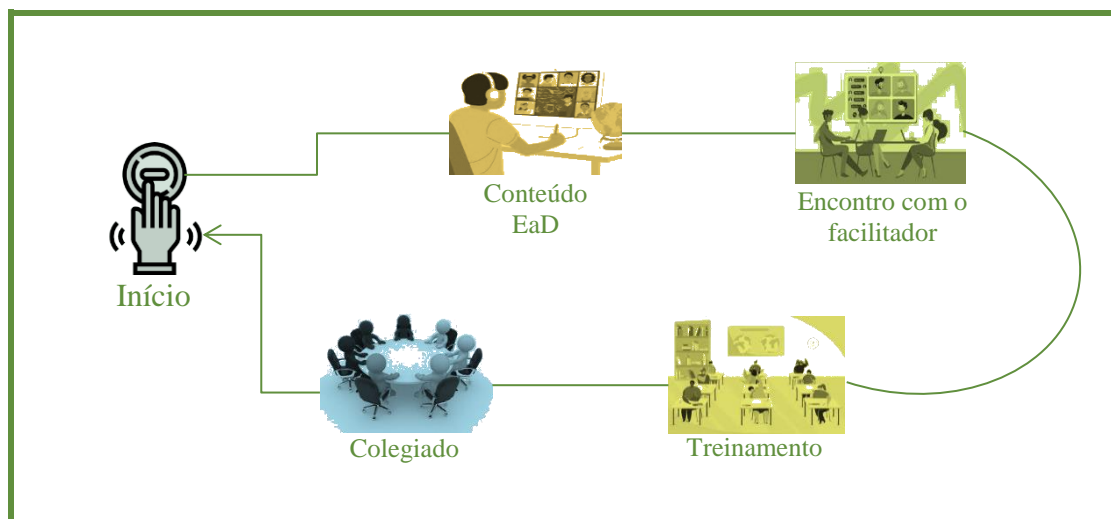 Início
Conteúdo
EaD
Encontro com o
facilitador
Treinamento
Colegiado